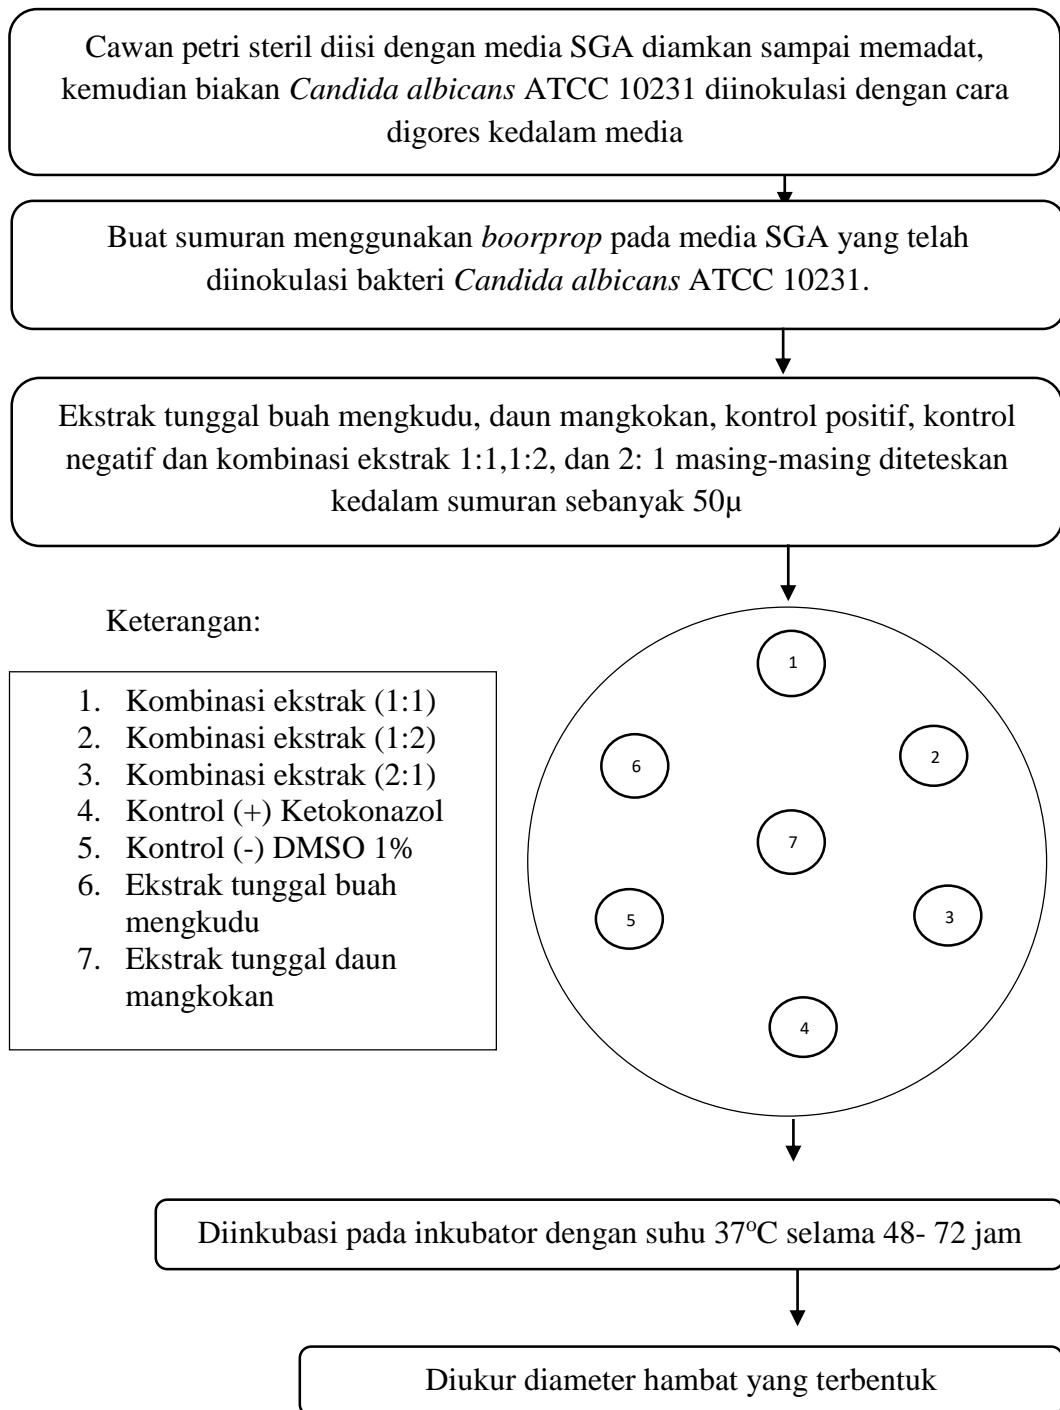 Cawan petri steril diisi dengan media SGA diamkan sampai memadat,
kemudian biakan Candida albicans ATCC 10231 diinokulasi dengan cara
digores kedalam media
Buat sumuran menggunakan boorprop pada media SGA yang telah
diinokulasi bakteri Candida albicans ATCC 10231.
Ekstrak tunggal buah mengkudu, daun mangkokan, kontrol positif, kontrol
negatif dan kombinasi ekstrak 1:1,1:2, dan 2: 1 masing-masing diteteskan
kedalam sumuran sebanyak 50µ
Keterangan:
1. Kombinasi ekstrak (1:1)
2. Kombinasi ekstrak (1:2)
3. Kombinasi ekstrak (2:1)
4. Kontrol (+) Ketokonazol
5. Kontrol (-) DMSO 1%
6. Ekstrak tunggal buah
mengkudu
7. Ekstrak tunggal daun
mangkokan
1
2
6
7
3
5
4
Diinkubasi pada inkubator dengan suhu 37°C selama 48- 72 jam
Diukur diameter hambat yang terbentuk